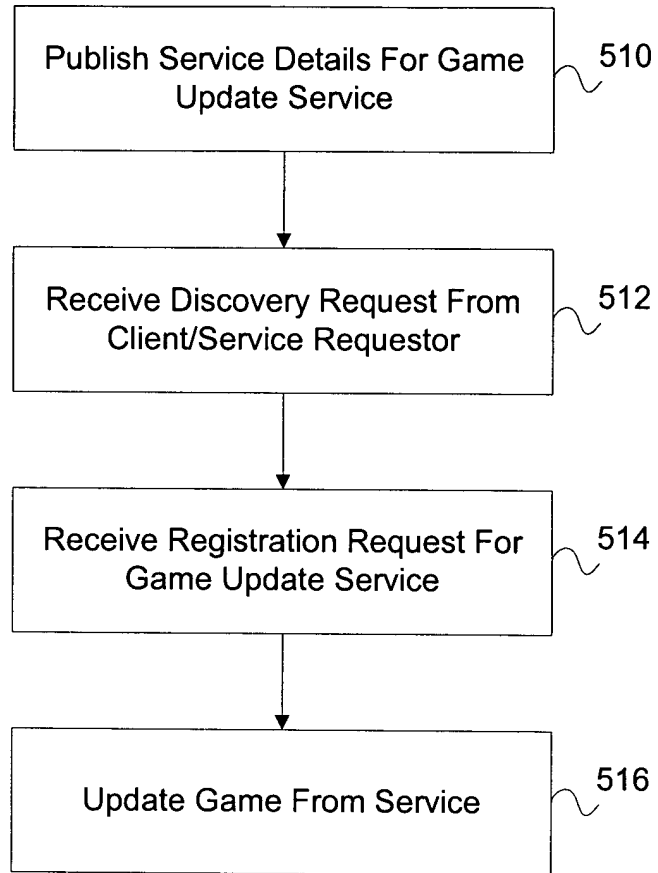 Publish Service Details For Game
Update Service
510
Receive Discovery Request From
Client/Service Requestor
512
Receive Registration Request For
Game Update Service
514
Update Game From Service
516